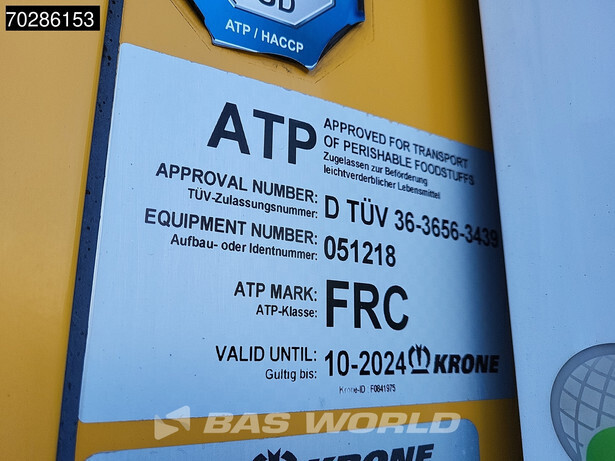 70286153
ATP / HACCP
ATP APPROVED FOR TRANSPORT
OF PERISHABLE FOODSTUFFS
Zugelassen zur Beförderung
leichtverderblicher Lebensmittel
APPROVAL NUMBER: D TÜV 36-3656-3439
TÜV-Zulassungsnummer:
EQUIPMENT NUMBER: 051218
Aufbau- oder Identnummer:
ATP MARK: FRC
ATP-Klasse:
VALID UNTIL: 10-2024 KRONE
Gultig bis:
Krone-ID : F0841975
BAS WORLD
KRONE